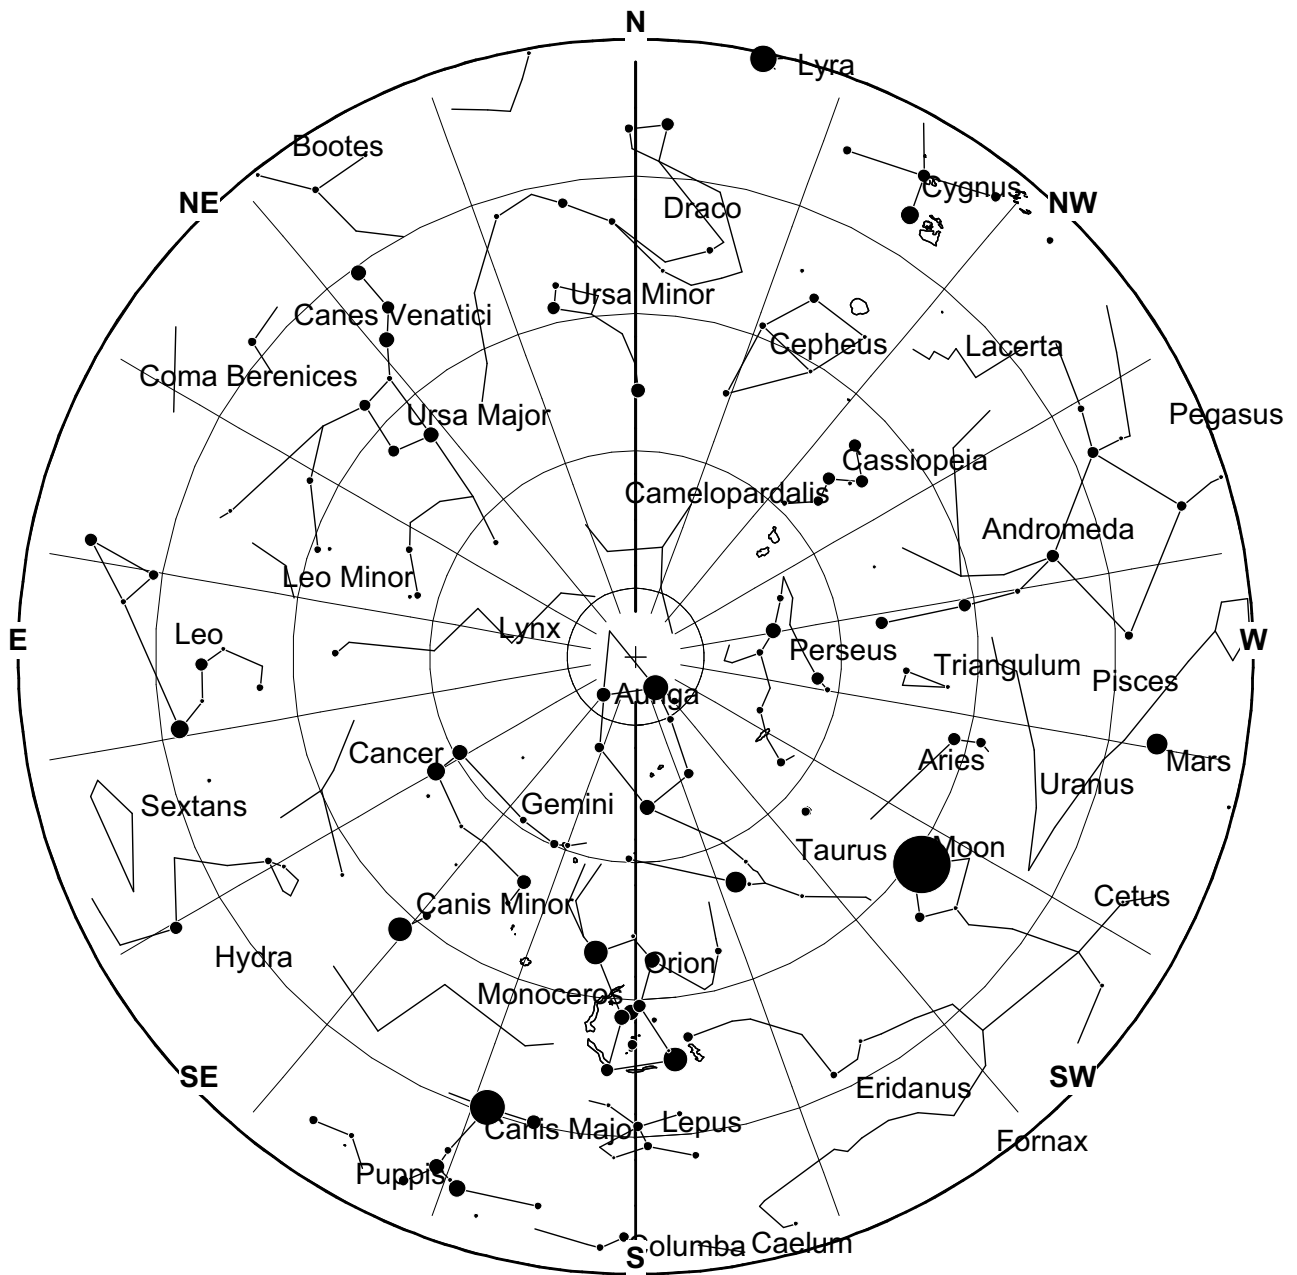 N
Lyra
Bootes
Cygnus
NE
NW
Draco
Ursa Minor
Canes Venatici
Cepheus
Lacerta
Coma Berenices
Ursa Major
Pegasus
Cassiopeia
Camelopardalis
Andromeda
Leo Minor
Lynx
Leo
E
W
Perseus
Triangulum
Pisces
Auriga
Cancer
Aries
Mars
Uranus
Gemini
Sextans
Taurus
Moon
Canis Minor
Cetus
Hydra
Orion
Monoceros
SE
SW
Eridanus
Canis Major
Lepus
Fornax
Puppis
Columba
Caelum
S